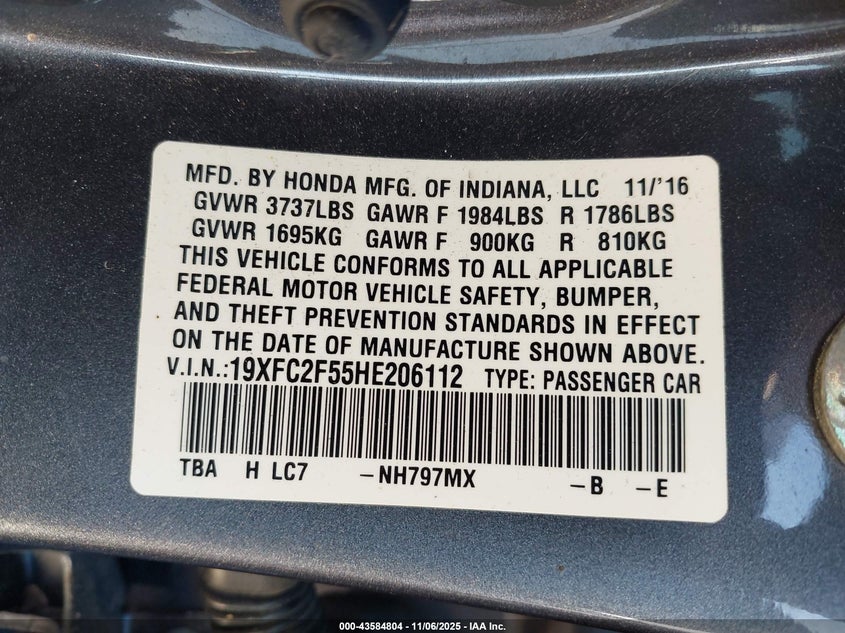 MFD. BY HONDA MFG. OF INDIANA, LLC 11/'16
GVWR 3737LBS GAWR F 1984LBS R 1786LBS
GVWR 1695KG GAWR F 900KG R 810KG
THIS VEHICLE CONFORMS TO ALL APPLICABLE
FEDERAL MOTOR VEHICLE SAFETY, BUMPER,
AND THEFT PREVENTION STANDARDS IN EFFECT
ON THE DATE OF MANUFACTURE SHOWN ABOVE.
V.I.N.:19XFC2F55HE206112 TYPE: PASSENGER CAR
TBA H LC7 -NH797MX -B -E
000-43584804 - 11/06/2025 - IAA Inc.